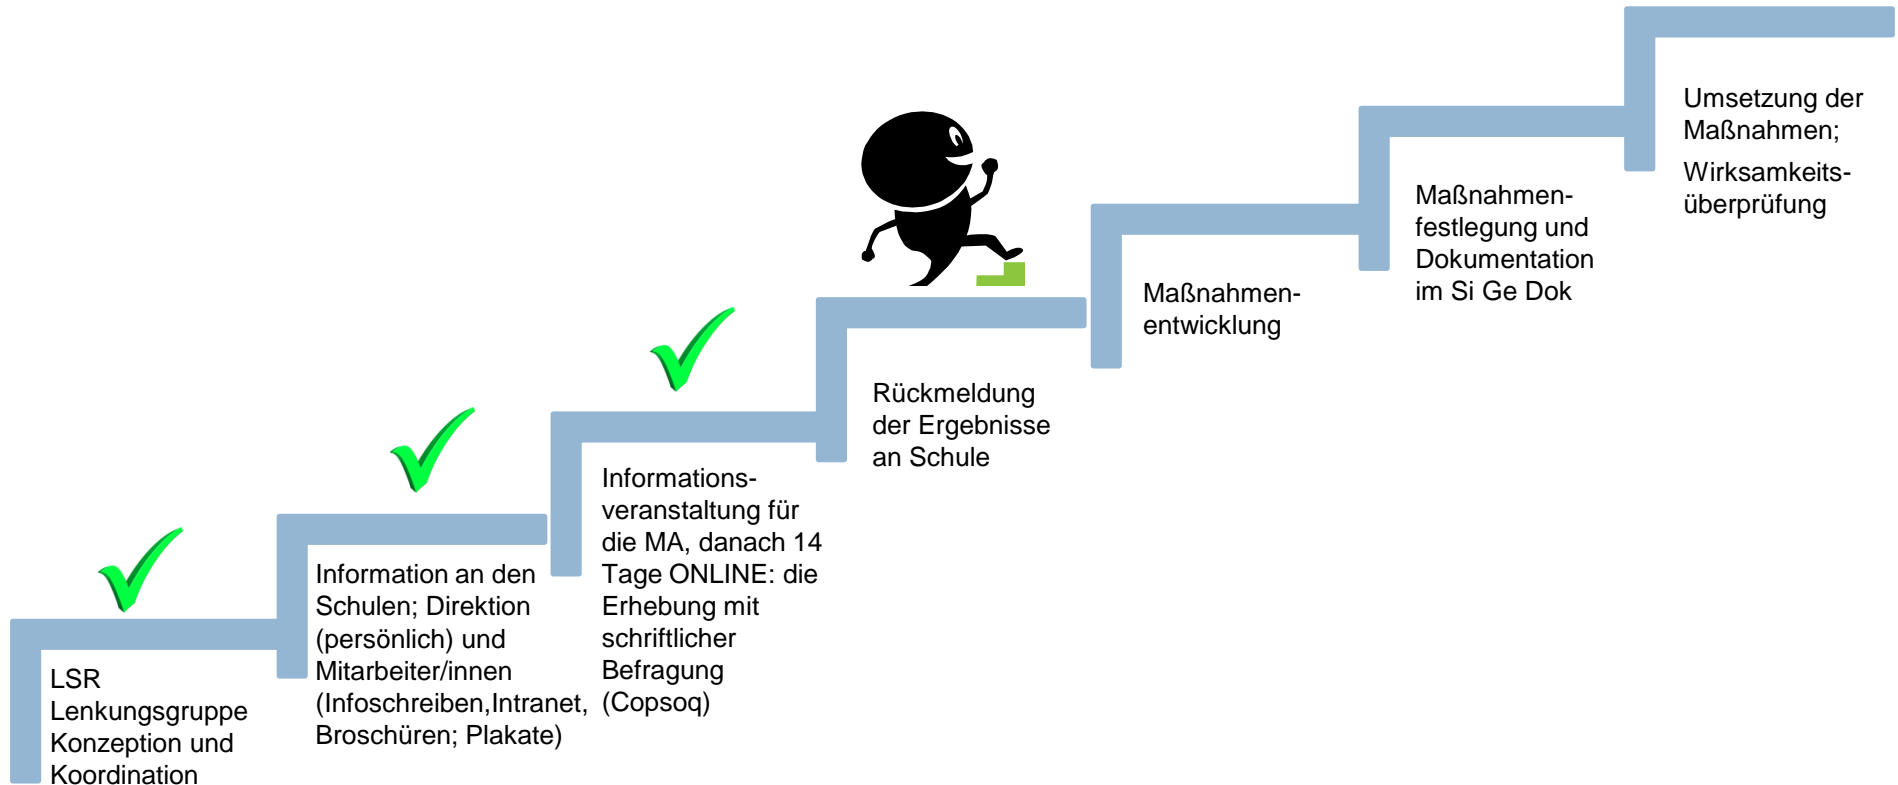 LSR
Lenkungsgruppe
Konzeption und
Koordination
Information an den
Schulen; Direktion
(persönlich) und
Mitarbeiter/innen
(Infoschreiben,Intranet,
Broschüren; Plakate)
Informations-
veranstaltung für
die MA, danach 14
Tage ONLINE: die
Erhebung mit
schriftlicher
Befragung
(Copsoq)
Rückmeldung
der Ergebnisse
an Schule
Maßnahmen-
entwicklung
Maßnahmen-
festlegung und
Dokumentation
im Si Ge Dok
Umsetzung der
Maßnahmen;
Wirksamkeits-
überprüfung